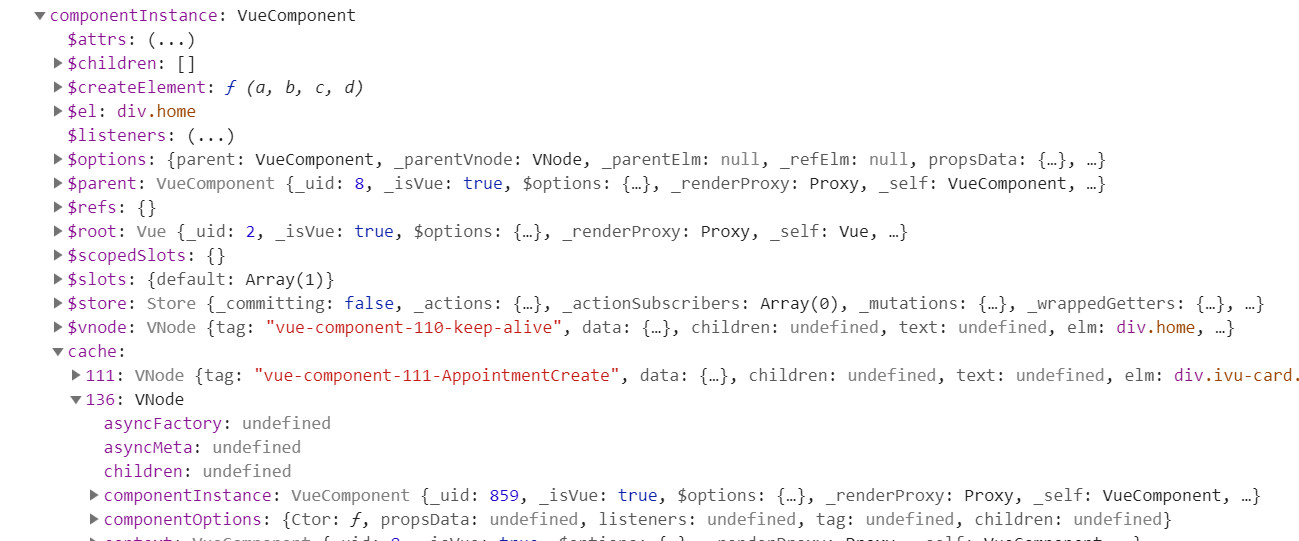 componentInstance: VueComponent
$attrs: (...)
$children: []
$createElement: ƒ (a, b, c, d)
$el: div.home
$listeners: (...)
$options: {parent: VueComponent, _parentVnode: VNode, _parentElm: null, _refElm: null, propsData: {…}, …}
$parent: VueComponent {_uid: 8, _isVue: true, $options: {…}, _renderProxy: Proxy, _self: VueComponent, …}
$refs: {}
$root: Vue {_uid: 2, _isVue: true, $options: {…}, _renderProxy: Proxy, _self: Vue, …}
$scopedSlots: {}
$slots: {default: Array(1)}
$store: Store {_committing: false, _actions: {…}, _actionSubscribers: Array(0), _mutations: {…}, _wrappedGetters: {…}, …}
$vnode: VNode {tag: "vue-component-110-keep-alive", data: {…}, children: undefined, text: undefined, elm: div.home, …}
cache:
111: VNode {tag: "vue-component-111-AppointmentCreate", data: {…}, children: undefined, text: undefined, elm: div.ivu-card.
136: VNode
asyncFactory: undefined
asyncMeta: undefined
children: undefined
componentInstance: VueComponent {_uid: 859, _isVue: true, $options: {…}, _renderProxy: Proxy, _self: VueComponent, …}
componentOptions: {Ctor: ƒ, propsData: undefined, listeners: undefined, tag: undefined, children: undefined}